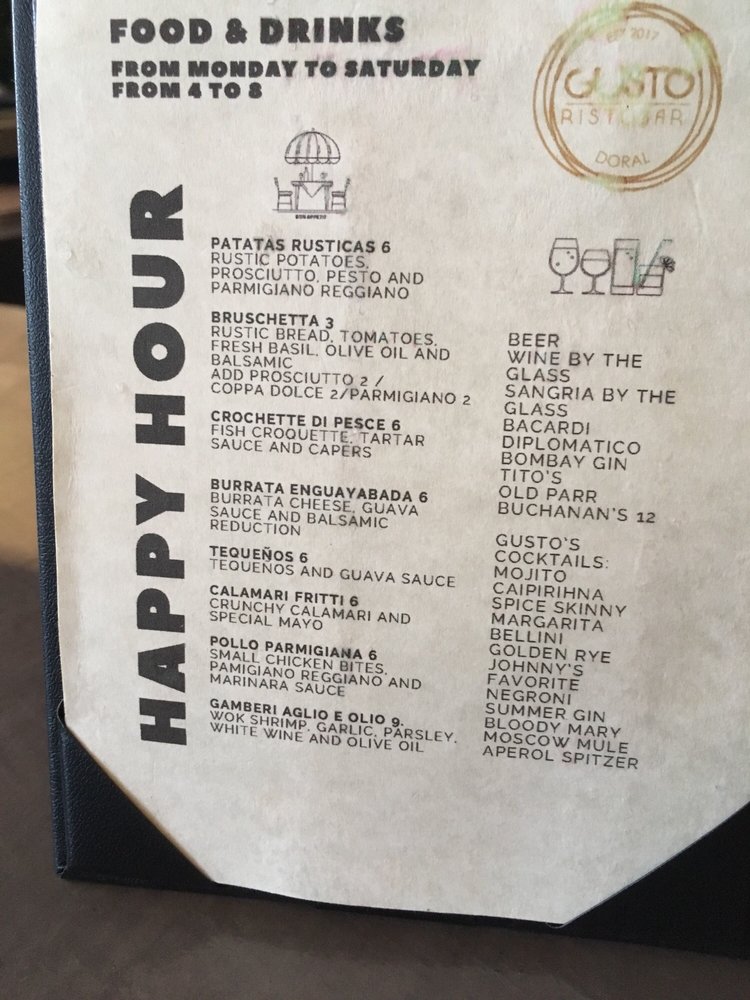 FOOD & DRINKS
FROM MONDAY TO SATURDAY
FROM 4 TO 8
EST 2017
GUSTO
RISTOBAR
DORAL
HAPPY HOUR
BON APPETIT
PATATAS RUSTICAS 6
RUSTIC POTATOES,
PROSCIUTTO, PESTO AND
PARMIGIANO REGGIANO
BRUSCHETTA 3
RUSTIC BREAD, TOMATOES,
FRESH BASIL, OLIVE OIL AND
BALSAMIC
ADD PROSCIUTTO 2 /
COPPA DOLCE 2/PARMIGIANO 2
CROCHETTE DI PESCE 6
FISH CROQUETTE, TARTAR
SAUCE AND CAPERS
BURRATA ENGUAYABADA 6
BURRATA CHEESE, GUAVA
SAUCE AND BALSAMIC
REDUCTION
TEQUEÑOS 6
TEQUEÑOS AND GUAVA SAUCE
CALAMARI FRITTI 6
CRUNCHY CALAMARI AND
SPECIAL MAYO
POLLO PARMIGIANA 6
SMALL CHICKEN BITES,
PAMIGIANO REGGIANO AND
MARINARA SAUCE
GAMBERI AGLIO E OLIO 9.
WOK SHRIMP, GARLIC, PARSLEY,
WHITE WINE AND OLIVE OIL
BEER
WINE BY THE
GLASS
SANGRIA BY THE
GLASS
BACARDI
DIPLOMATICO
BOMBAY GIN
TITO'S
OLD PARR
BUCHANAN'S 12
GUSTO'S
COCKTAILS:
MOJITO
CAIPIRIHNA
SPICE SKINNY
MARGARITA
BELLINI
GOLDEN RYE
JOHNNY'S
FAVORITE
NEGRONI
SUMMER GIN
BLOODY MARY
MOSCOW MULE
APEROL SPITZER